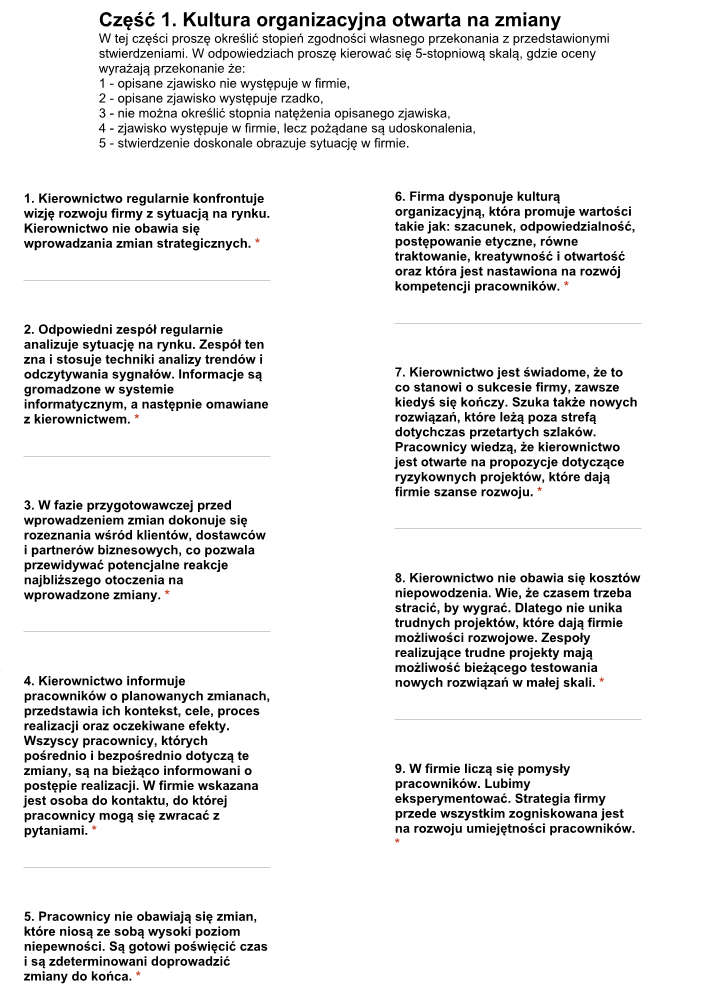 Część 1. Kultura organizacyjna otwarta na zmiany
W tej części proszę określić stopień zgodności własnego przekonania z przedstawionymi
stwierdzeniami. W odpowiedziach proszę kierować się 5-stopniową skalą, gdzie oceny
wyrażają przekonanie że:
1 - opisane zjawisko nie występuje w firmie,
2 - opisane zjawisko występuje rzadko,
3 - nie można określić stopnia natężenia opisanego zjawiska,
4 - zjawisko występuje w firmie, lecz pożądane są udoskonalenia,
5 - stwierdzenie doskonale obrazuje sytuację w firmie.
1. Kierownictwo regularnie konfrontuje
wizję rozwoju firmy z sytuacją na rynku.
Kierownictwo nie obawia się
wprowadzania zmian strategicznych. *
2. Odpowiedni zespół regularnie
analizuje sytuację na rynku. Zespół ten
zna i stosuje techniki analizy trendów i
odczytywania sygnałów. Informacje są
gromadzone w systemie
informatycznym, a następnie omawiane
z kierownictwem. *
3. W fazie przygotowawczej przed
wprowadzeniem zmian dokonuje się
rozeznania wśród klientów, dostawców
i partnerów biznesowych, co pozwala
przewidywać potencjalne reakcje
najbliższego otoczenia na
wprowadzone zmiany. *
4. Kierownictwo informuje
pracowników o planowanych zmianach,
przedstawia ich kontekst, cele, proces
realizacji oraz oczekiwane efekty.
Wszyscy pracownicy, których
pośrednio i bezpośrednio dotyczą te
zmiany, są na bieżąco informowani o
postępie realizacji. W firmie wskazana
jest osoba do kontaktu, do której
pracownicy mogą się zwracać z
pytaniami. *
5. Pracownicy nie obawiają się zmian,
które niosą ze sobą wysoki poziom
niepewności. Są gotowi poświęcić czas
i są zdeterminowani doprowadzić
zmiany do końca. *
6. Firma dysponuje kulturą
organizacyjną, która promuje wartości
takie jak: szacunek, odpowiedzialność,
postępowanie etyczne, równe
traktowanie, kreatywność i otwartość
oraz która jest nastawiona na rozwój
kompetencji pracowników. *
7. Kierownictwo jest świadome, że to
co stanowi o sukcesie firmy, zawsze
kiedyś się kończy. Szuka także nowych
rozwiązań, które leżą poza strefą
dotychczas przetartych szlaków.
Pracownicy wiedzą, że kierownictwo
jest otwarte na propozycje dotyczące
ryzykownych projektów, które dają
firmie szanse rozwoju. *
8. Kierownictwo nie obawia się kosztów
niepowodzenia. Wie, że czasem trzeba
stracić, by wygrać. Dlatego nie unika
trudnych projektów, które dają firmie
możliwości rozwojowe. Zespoły
realizujące trudne projekty mają
możliwość bieżącego testowania
nowych rozwiązań w małej skali. *
9. W firmie liczą się pomysły
pracowników. Lubimy
eksperymentować. Strategia firmy
przede wszystkim zogniskowana jest
na rozwoju umiejętności pracowników.
*